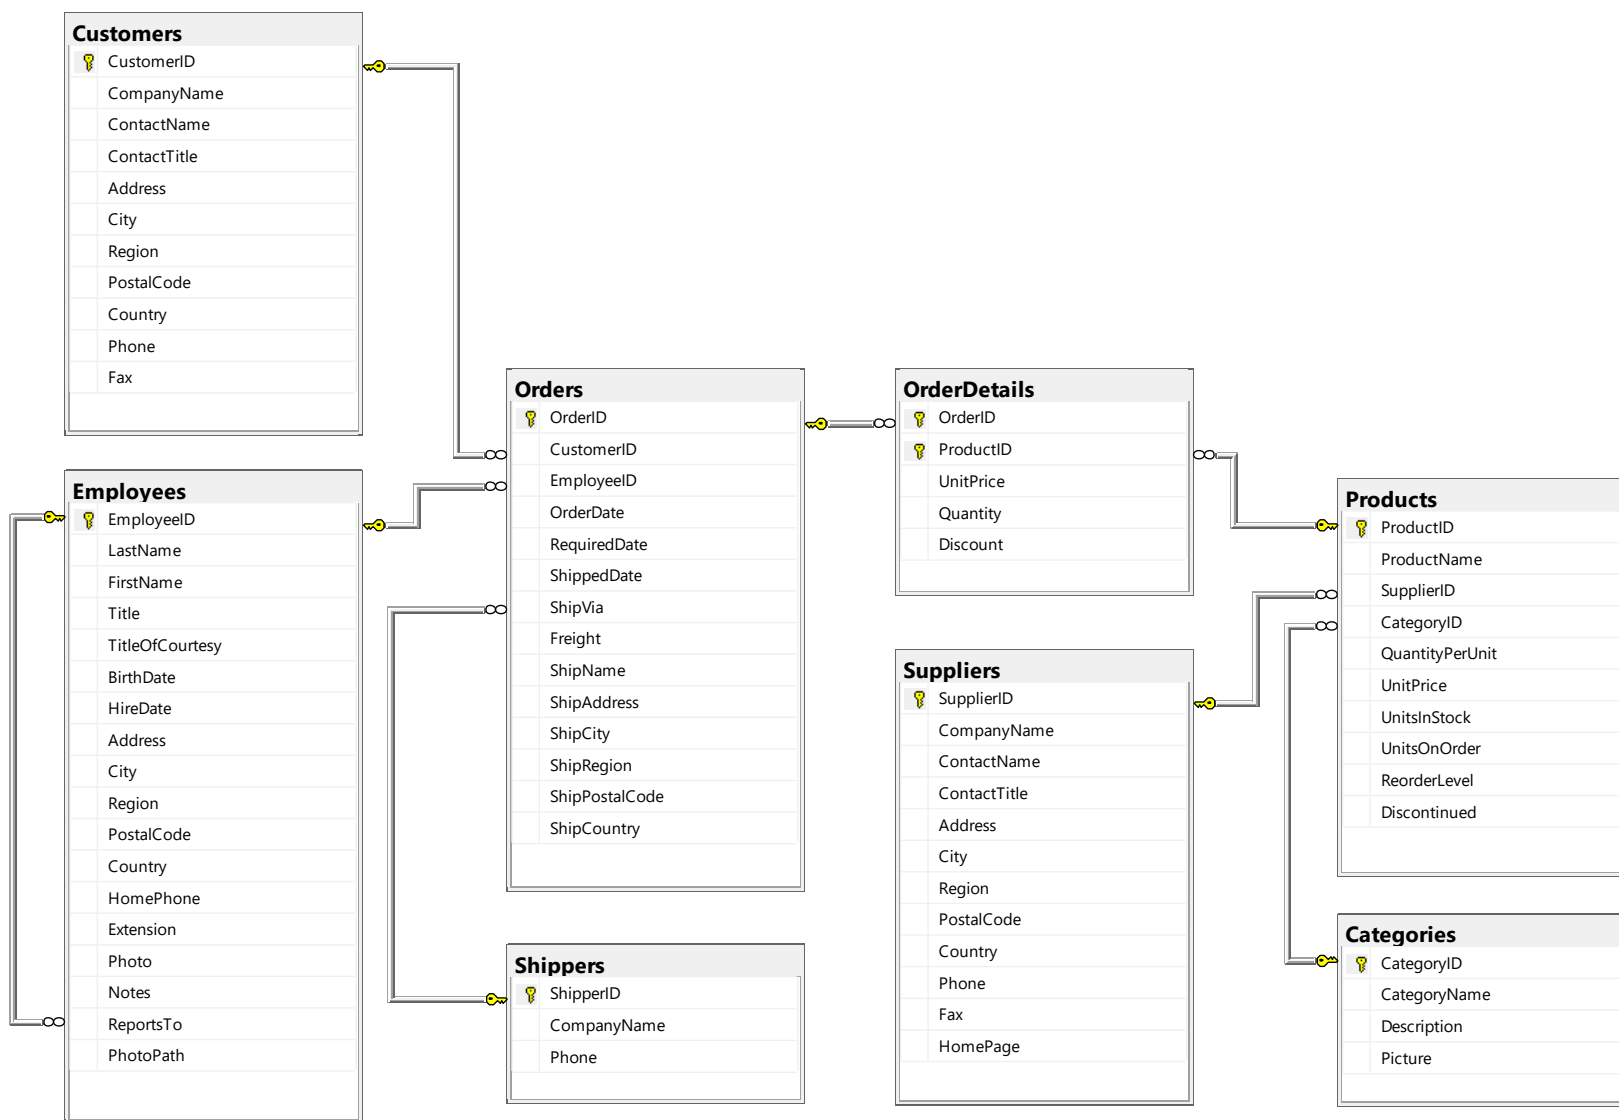 Customers
CustomerID
CompanyName
ContactName
ContactTitle
Address
City
Region
PostalCode
Country
Phone
Fax
Employees
EmployeeID
LastName
FirstName
Title
TitleOfCourtesy
BirthDate
HireDate
Address
City
Region
PostalCode
Country
HomePhone
Extension
Photo
Notes
ReportsTo
PhotoPath
Orders
OrderID
CustomerID
EmployeeID
OrderDate
RequiredDate
ShippedDate
ShipVia
Freight
ShipName
ShipAddress
ShipCity
ShipRegion
ShipPostalCode
ShipCountry
Shippers
ShipperID
CompanyName
Phone
OrderDetails
OrderID
ProductID
UnitPrice
Quantity
Discount
Suppliers
SupplierID
CompanyName
ContactName
ContactTitle
Address
City
Region
PostalCode
Country
Phone
Fax
HomePage
Products
ProductID
ProductName
SupplierID
CategoryID
QuantityPerUnit
UnitPrice
UnitsInStock
UnitsOnOrder
ReorderLevel
Discontinued
Categories
CategoryID
CategoryName
Description
Picture